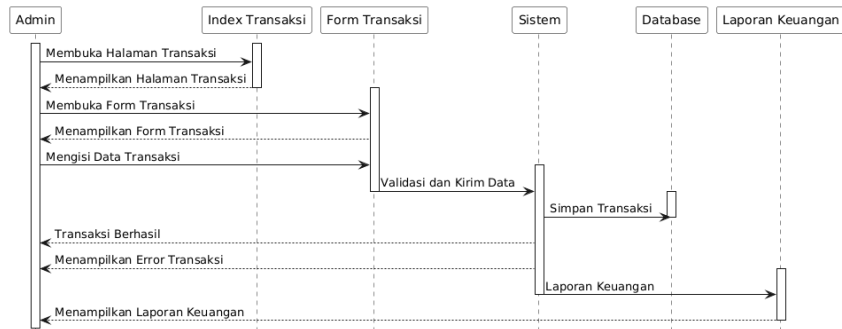 Admin
Index Transaksi
Form Transaksi
Sistem
Database
Laporan Keuangan
Membuka Halaman Transaksi
Menampilkan Halaman Transaksi
Membuka Form Transaksi
Menampilkan Form Transaksi
Mengisi Data Transaksi
Validasi dan Kirim Data
Simpan Transaksi
Transaksi Berhasil
Menampilkan Error Transaksi
Laporan Keuangan
Menampilkan Laporan Keuangan